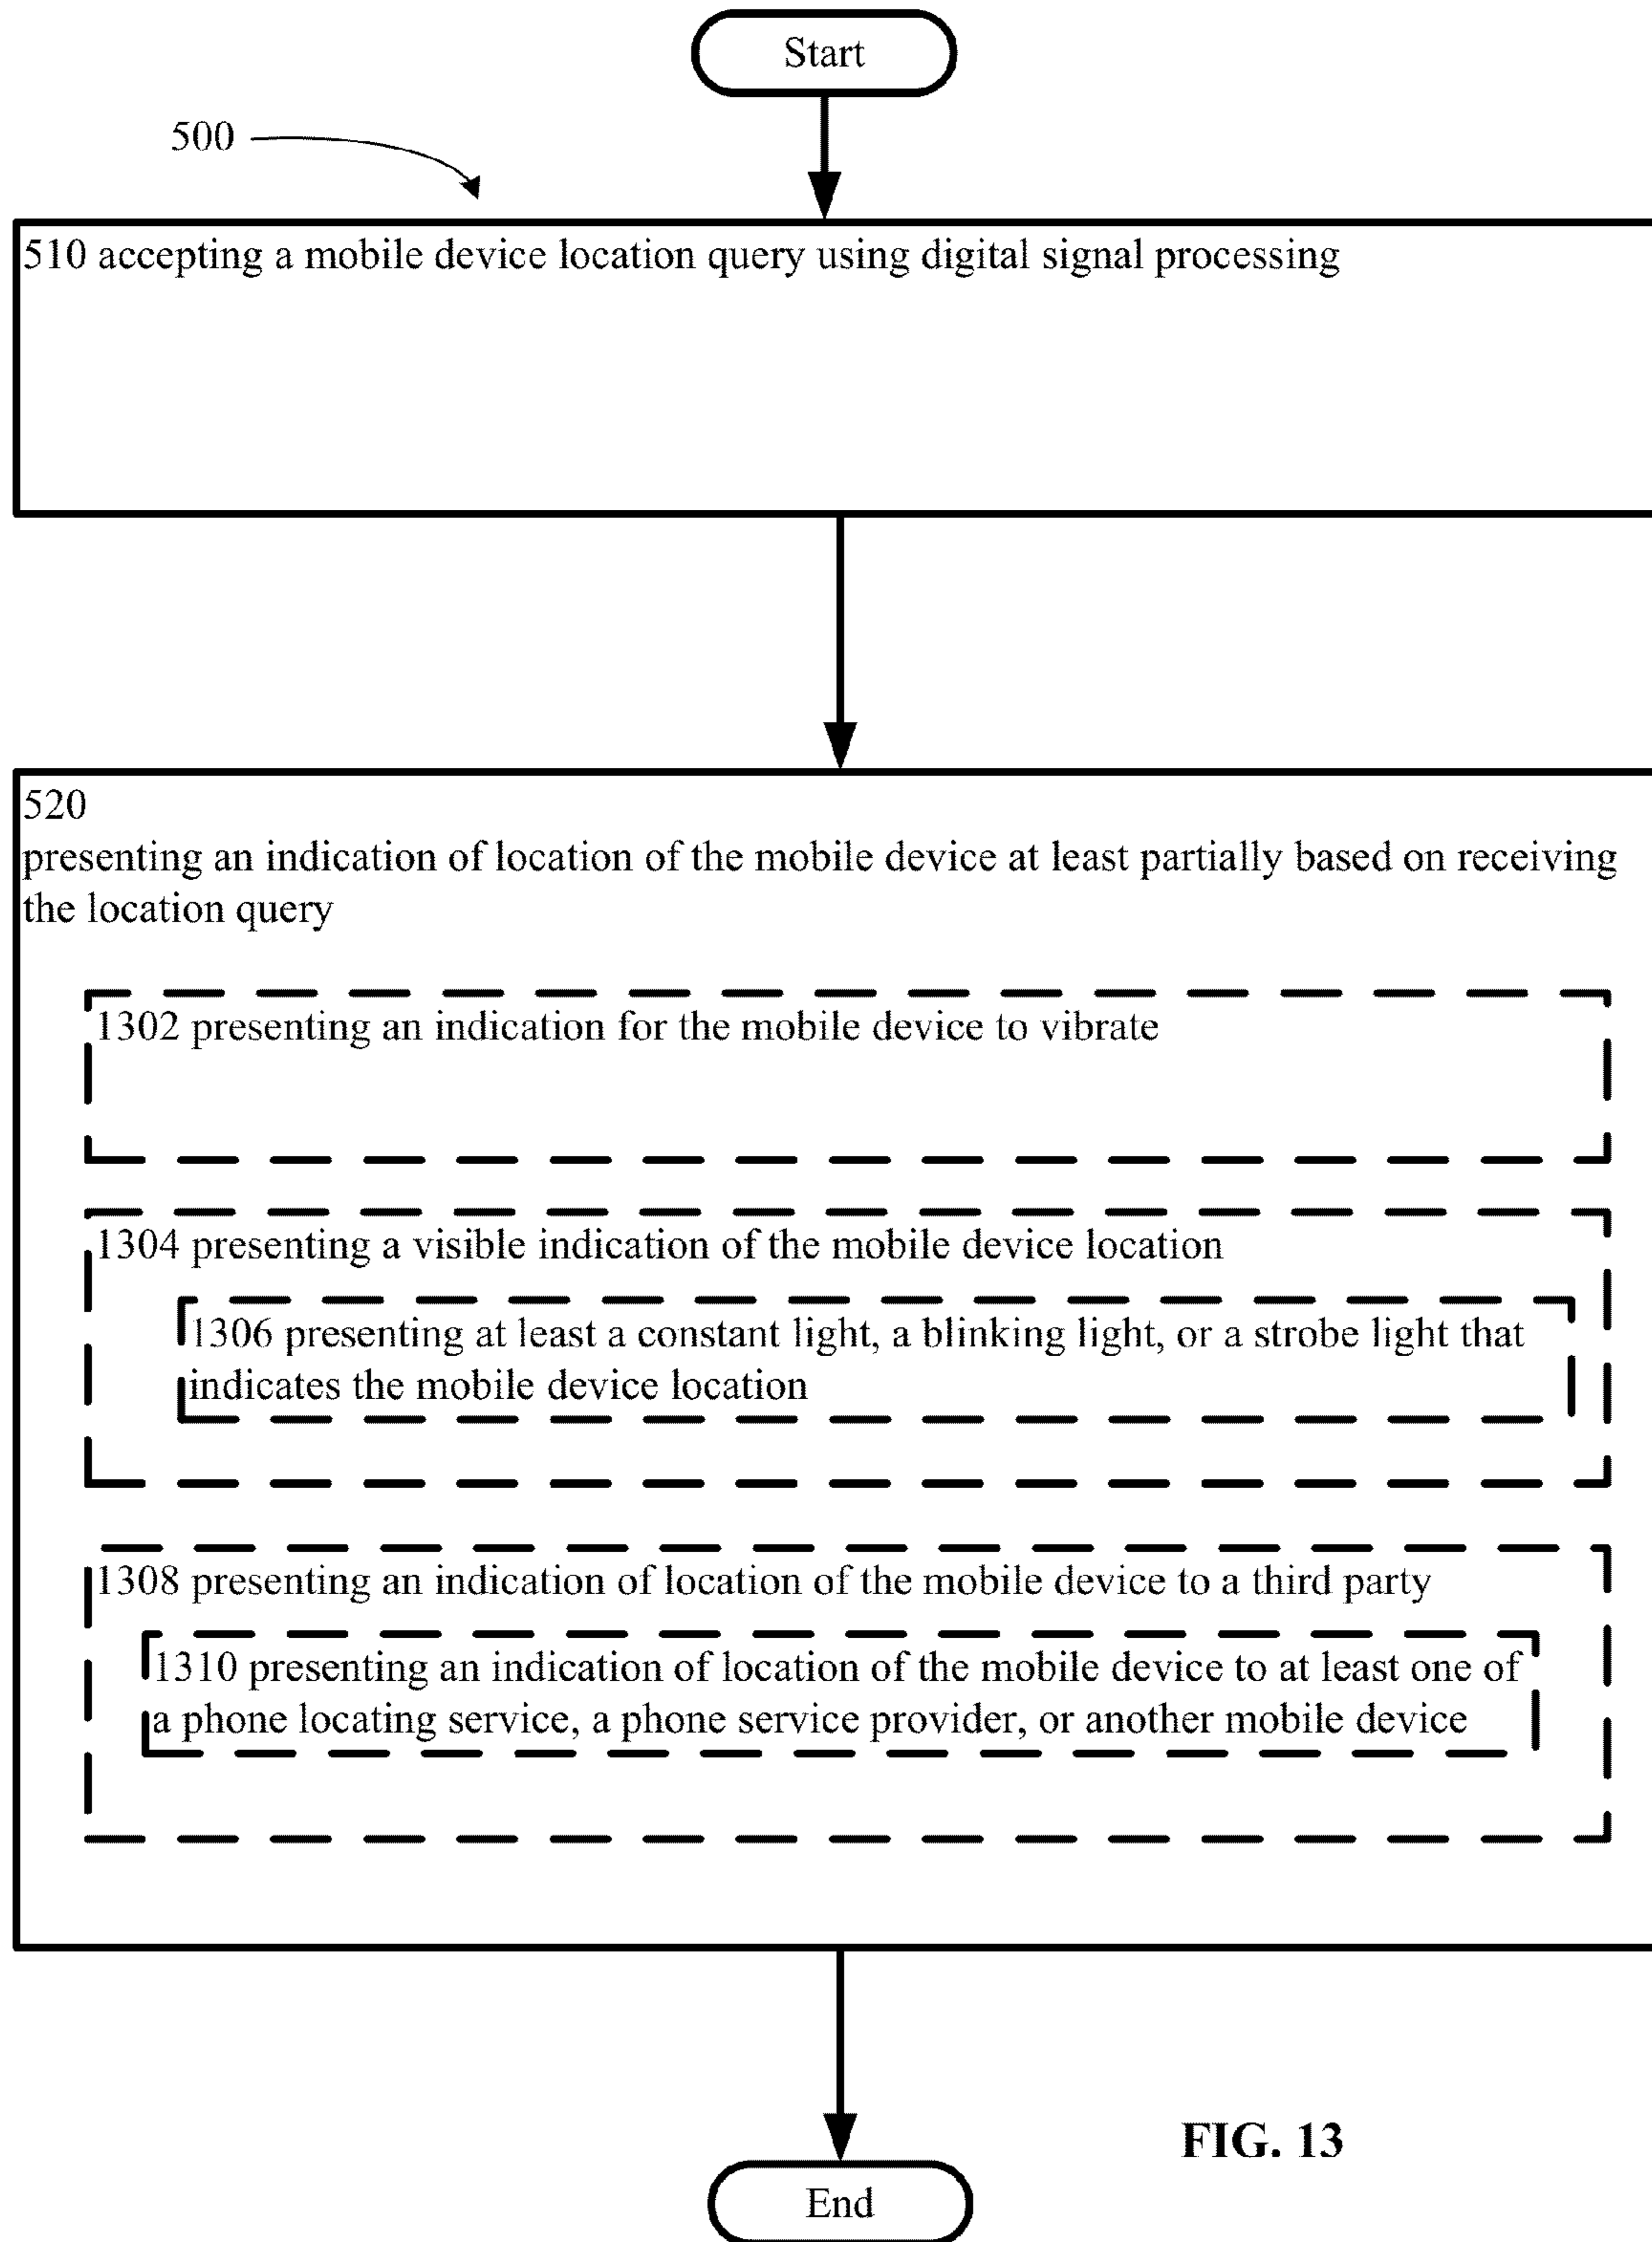 Start
500
510 accepting a mobile device location query using digital signal processing
520
presenting an indication of location of the mobile device at least partially based on receiving
the location query
1302 presenting an indication for the mobile device to vibrate
1304 presenting a visible indication of the mobile device location
1306 presenting at least a constant light, a blinking light, or a strobe light that
indicates the mobile device location
1308 presenting an indication of location of the mobile device to a third party
1310 presenting an indication of location of the mobile device to at least one of
a phone locating service, a phone service provider, or another mobile device
FIG. 13
End